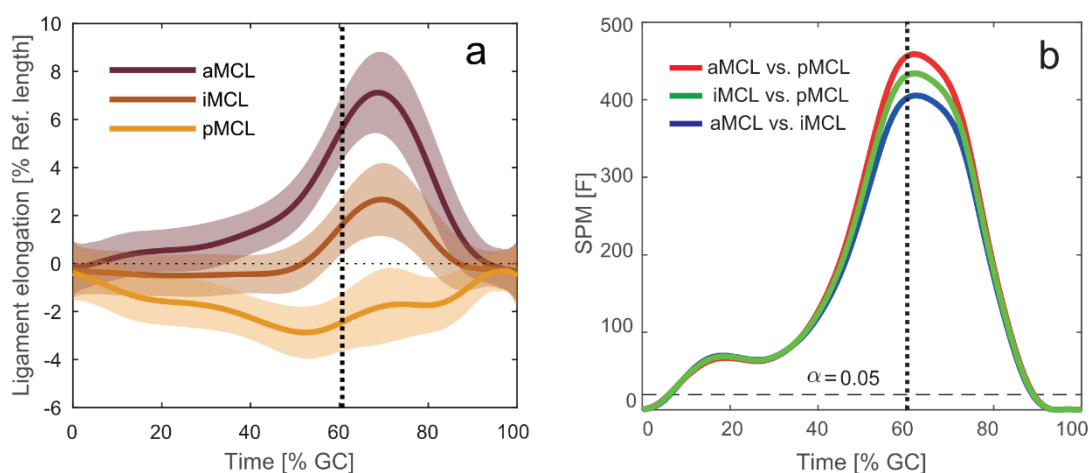 a
Ligament elongation [% Ref. length]
10
8
6
4
2
0
-2
-4
-6
aMCL
iMCL
pMCL
0 20 40 60 80 100
Time [% GC]
b
SPM [F]
500
400
300
200
100
0
aMCL vs. pMCL
iMCL vs. pMCL
aMCL vs. iMCL
α=0.05
0 20 40 60 80 100
Time [% GC]